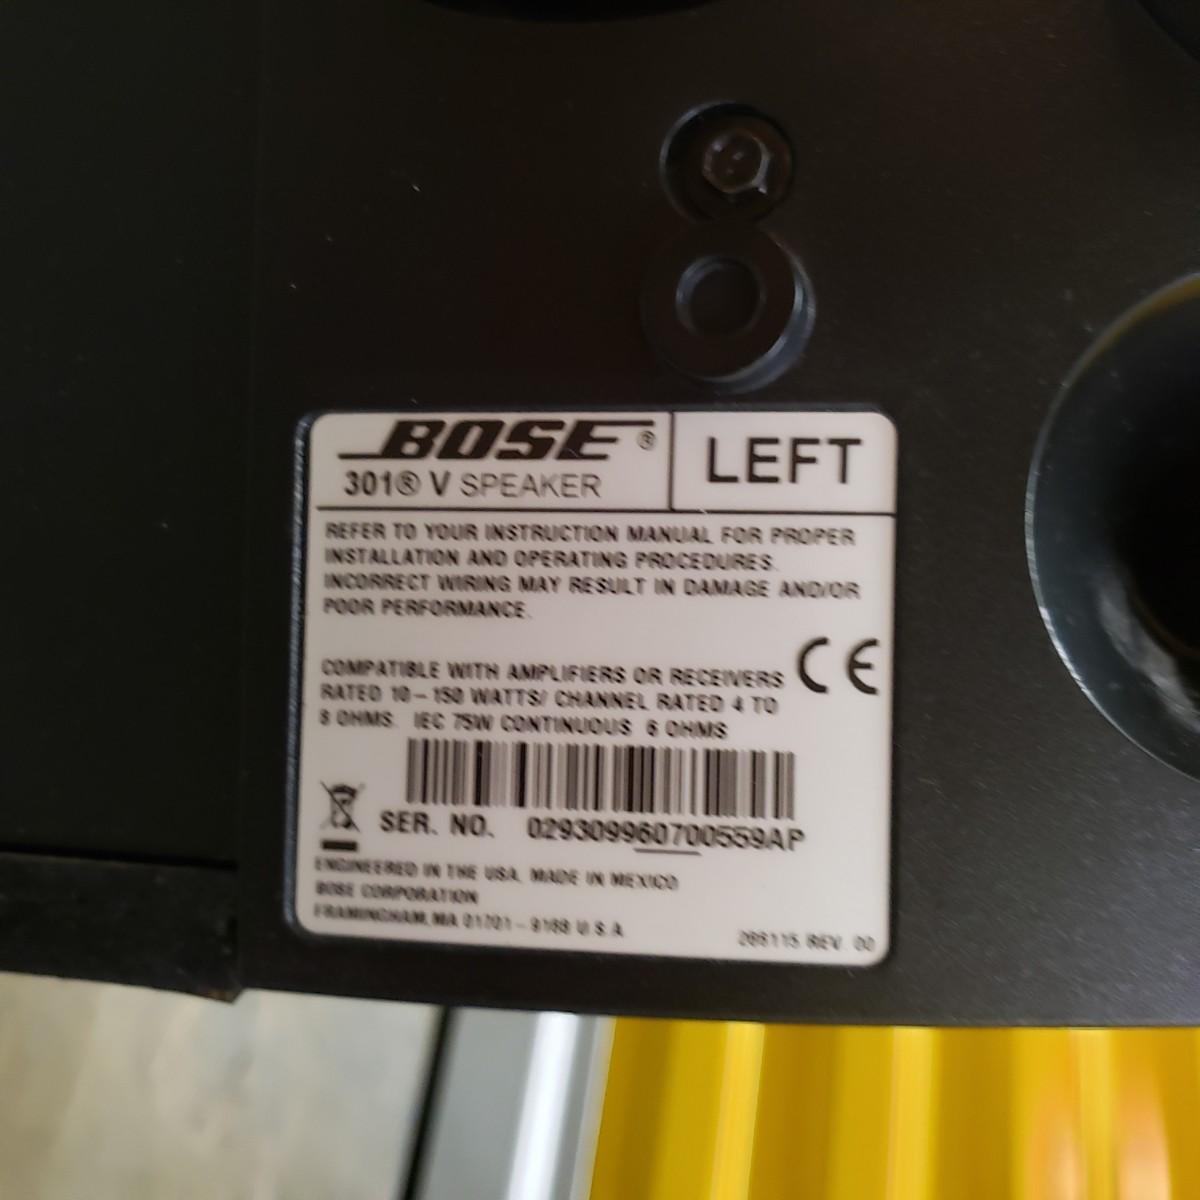 BOSE®
301® V SPEAKER
LEFT
REFER TO YOUR INSTRUCTION MANUAL FOR PROPER
INSTALLATION AND OPERATING PROCEDURES.
INCORRECT WIRING MAY RESULT IN DAMAGE AND/OR
POOR PERFORMANCE.
COMPATIBLE WITH AMPLIFIERS OR RECEIVERS
RATED 10-150 WATTS/ CHANNEL RATED 4 TO
8 OHMS. IEC 75W CONTINUOUS 6 OHMS
CE
SER. NO. 029309960700559AP
ENGINEERED IN THE USA. MADE IN MEXICO
BOSE CORPORATION
FRAMINGHAM, MA 01701-9168 U.S.A
266115 REV. 00